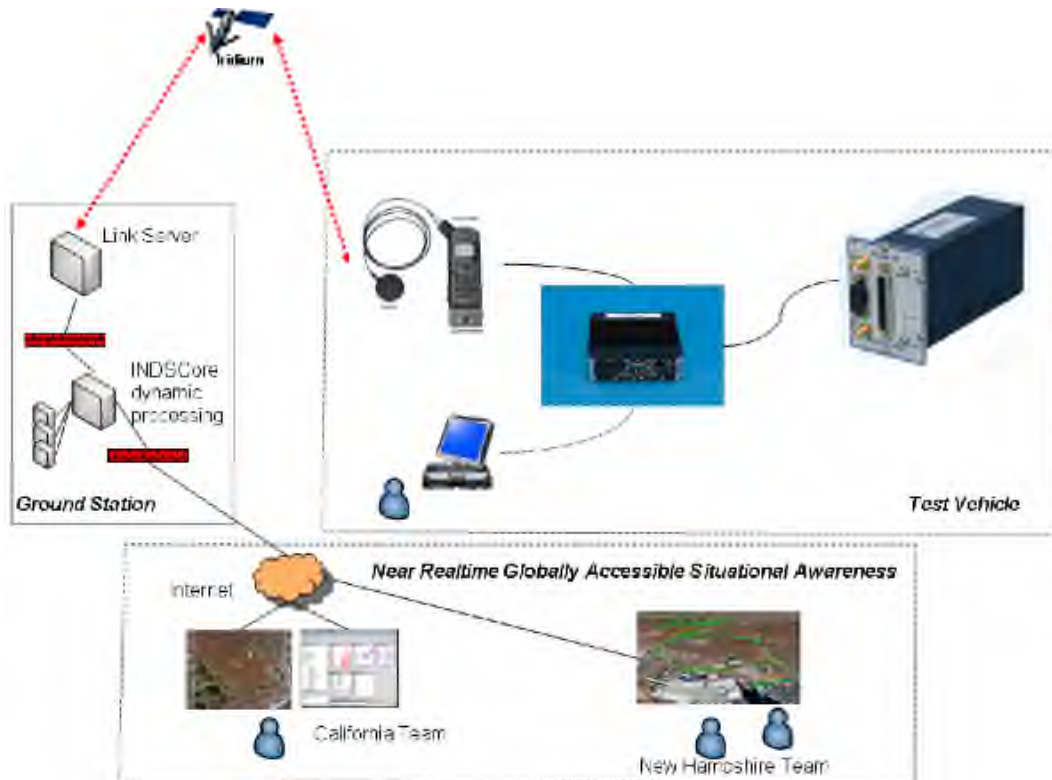 Iridium
Link Server
INDSCore
dynamic
processing
Ground Station
Test Vehicle
Near Realtime Globally Accessible Situational Awareness
Internet
California Team
New Hampshire Team